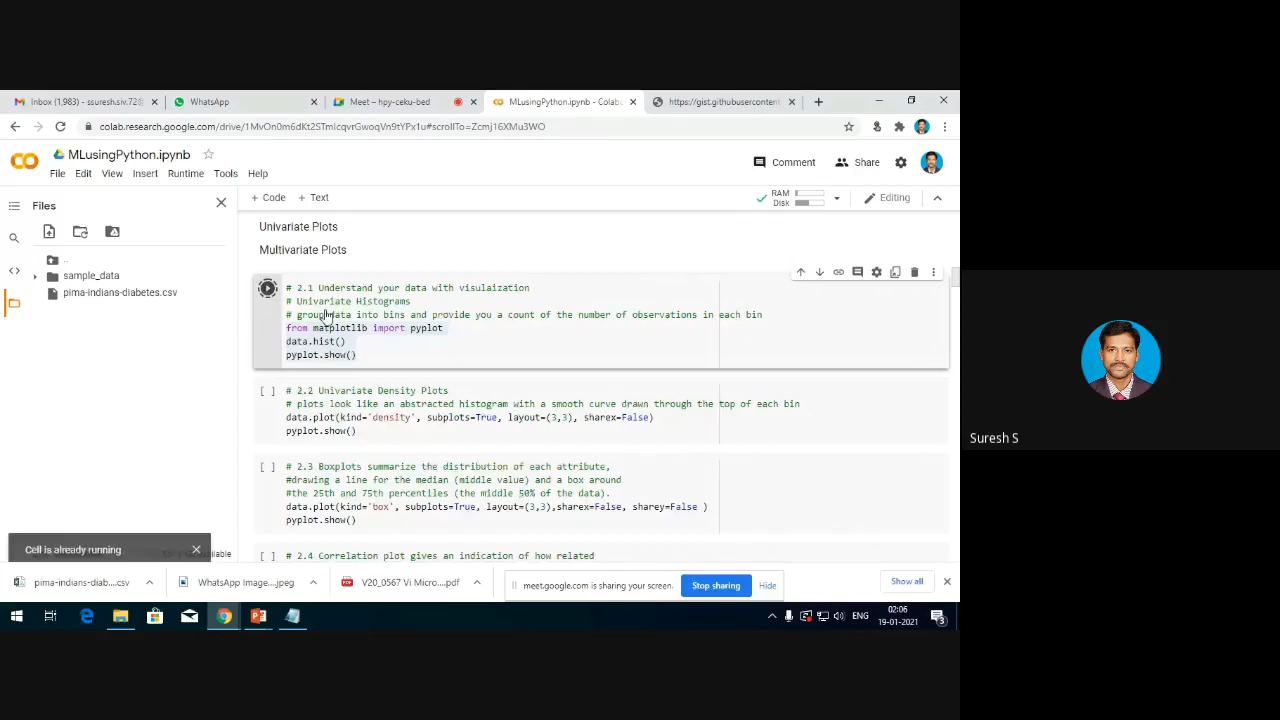 Inbox (1,983) - ssuresh.siv.72@
WhatsApp
Meet – hpy-ceku-bed
MLusingPython.ipynb - Colab
https://gist.githubusercontent
colab.research.google.com/drive/
MLusingPython.ipynb
Comment
Share
File Edit View Insert Runtime Tools Help
Files
+ Code + Text
RAM
Disk
Editing
..
sample_data
pima-indians-diabetes.csv
Univariate Plots
Multivariate Plots
# 2.1 Understand your data with visulaization
# Univariate Histograms
# group data into bins and provide you a count of the number of observations in each bin
from matplotlib import pyplot
data.hist()
pyplot.show()
[ ] # 2.2 Univariate Density Plots
# plots look like an abstracted histogram with a smooth curve drawn through the top of each bin
data.plot(kind='density', subplots=True, layout=(3,3), sharex=False)
pyplot.show()
[ ] # 2.3 Boxplots summarize the distribution of each attribute,
#drawing a line for the median (middle value) and a box around
#the 25th and 75th percentiles (the middle 50% of the data).
data.plot(kind='box', subplots=True, layout=(3,3),sharex=False, sharey=False )
pyplot.show()
[ ] # 2.4 Correlation plot gives an indication of how related
Cell is already running
pima-indians-diab....csv
WhatsApp Image....jpeg
V20_0567 Vi Micro....pdf
meet.google.com is sharing your screen.
Stop sharing
Hide
Show all
ENG
02:06
19-01-2021
3
Suresh S